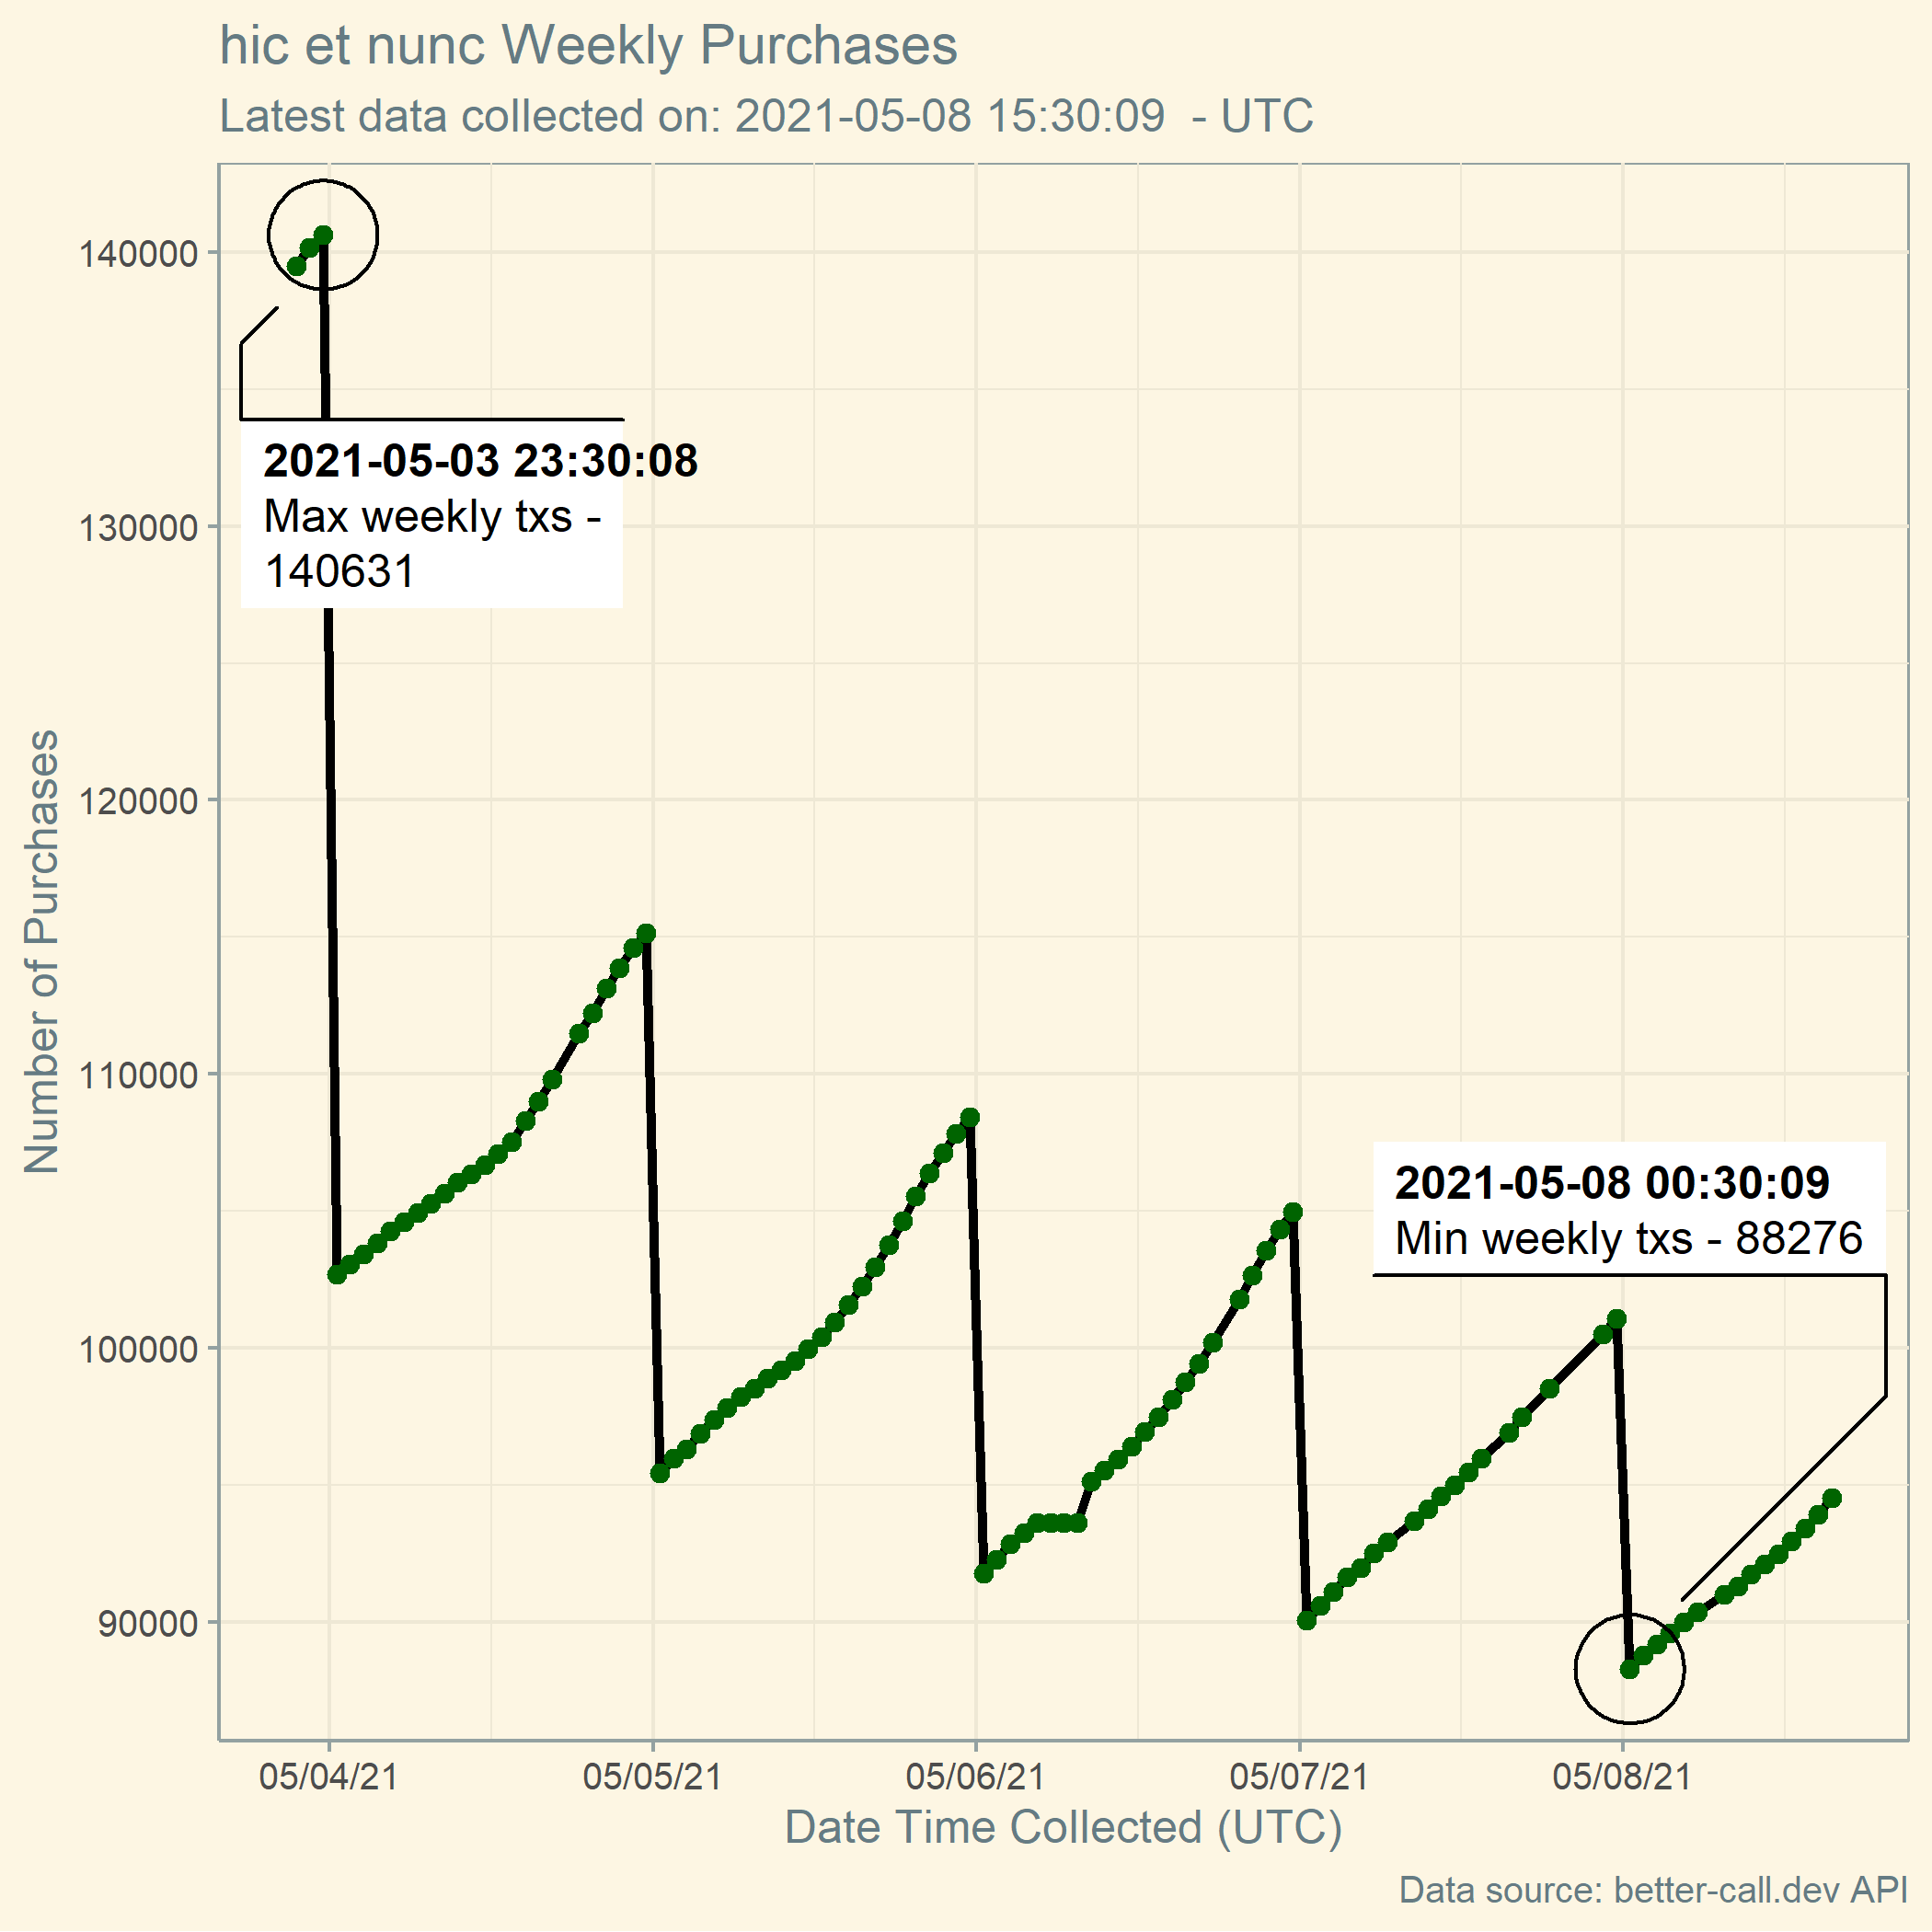 hic et nunc Weekly Purchases
Latest data collected on: 2021-05-08 15:30:09  - UTC
140000
130000
120000
110000
100000
90000
Number of Purchases
2021-05-03 23:30:08
Max weekly txs -
140631
2021-05-08 00:30:09
Min weekly txs - 88276
05/04/21
05/05/21
05/06/21
05/07/21
05/08/21
Date Time Collected (UTC)
Data source: better-call.dev API